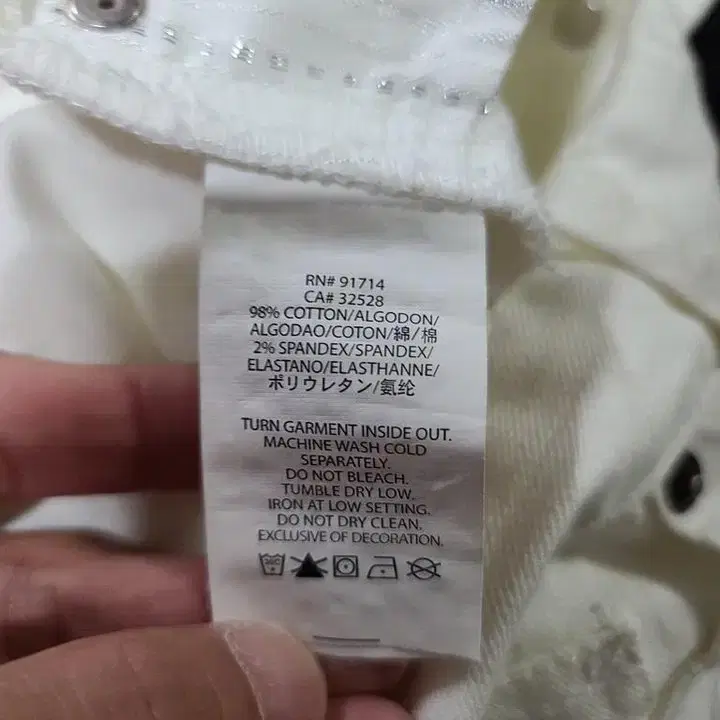 RN# 91714
CA# 32528
98% COTTON/ALGODON/
ALGODAO/COTON/綿/棉
2% SPANDEX/SPANDEX/
ELASTANO/ELASTHANNE/
ポリウレタン/氨纶
TURN GARMENT INSIDE OUT.
MACHINE WASH COLD
SEPARATELY.
DO NOT BLEACH.
TUMBLE DRY LOW.
IRON AT LOW SETTING.
DO NOT DRY CLEAN.
EXCLUSIVE OF DECORATION.